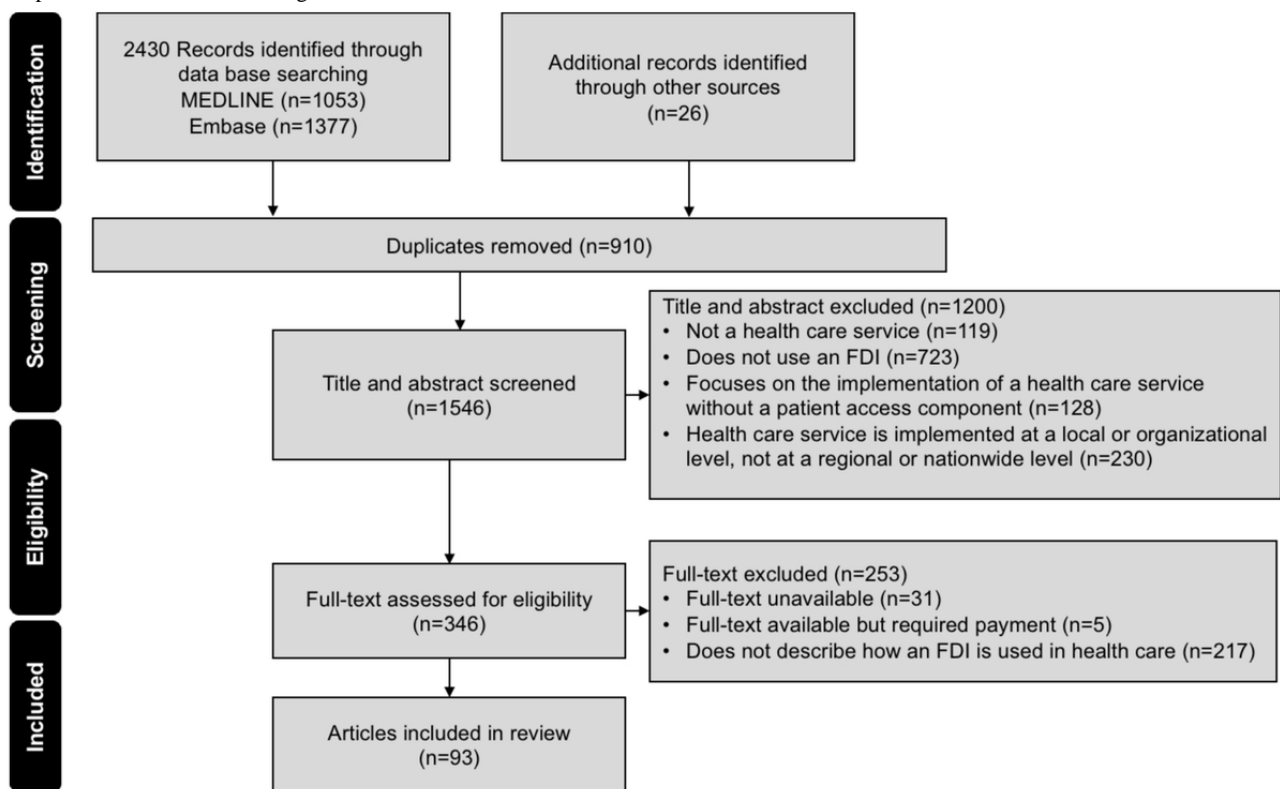 Identification
2430 Records identified through
data base searching
MEDLINE (n=1053)
Embase (n=1377)
Additional records identified
through other sources
(n=26)
Screening
Duplicates removed (n=910)
Title and abstract screened
(n=1546)
Title and abstract excluded (n=1200)
• Not a health care service (n=119)
• Does not use an FDI (n=723)
• Focuses on the implementation of a health care service
without a patient access component (n=128)
• Health care service is implemented at a local or organizational
level, not at a regional or nationwide level (n=230)
Eligibility
Full-text assessed for eligibility
(n=346)
Full-text excluded (n=253)
• Full-text unavailable (n=31)
• Full-text available but required payment (n=5)
• Does not describe how an FDI is used in health care (n=217)
Included
Articles included in review
(n=93)